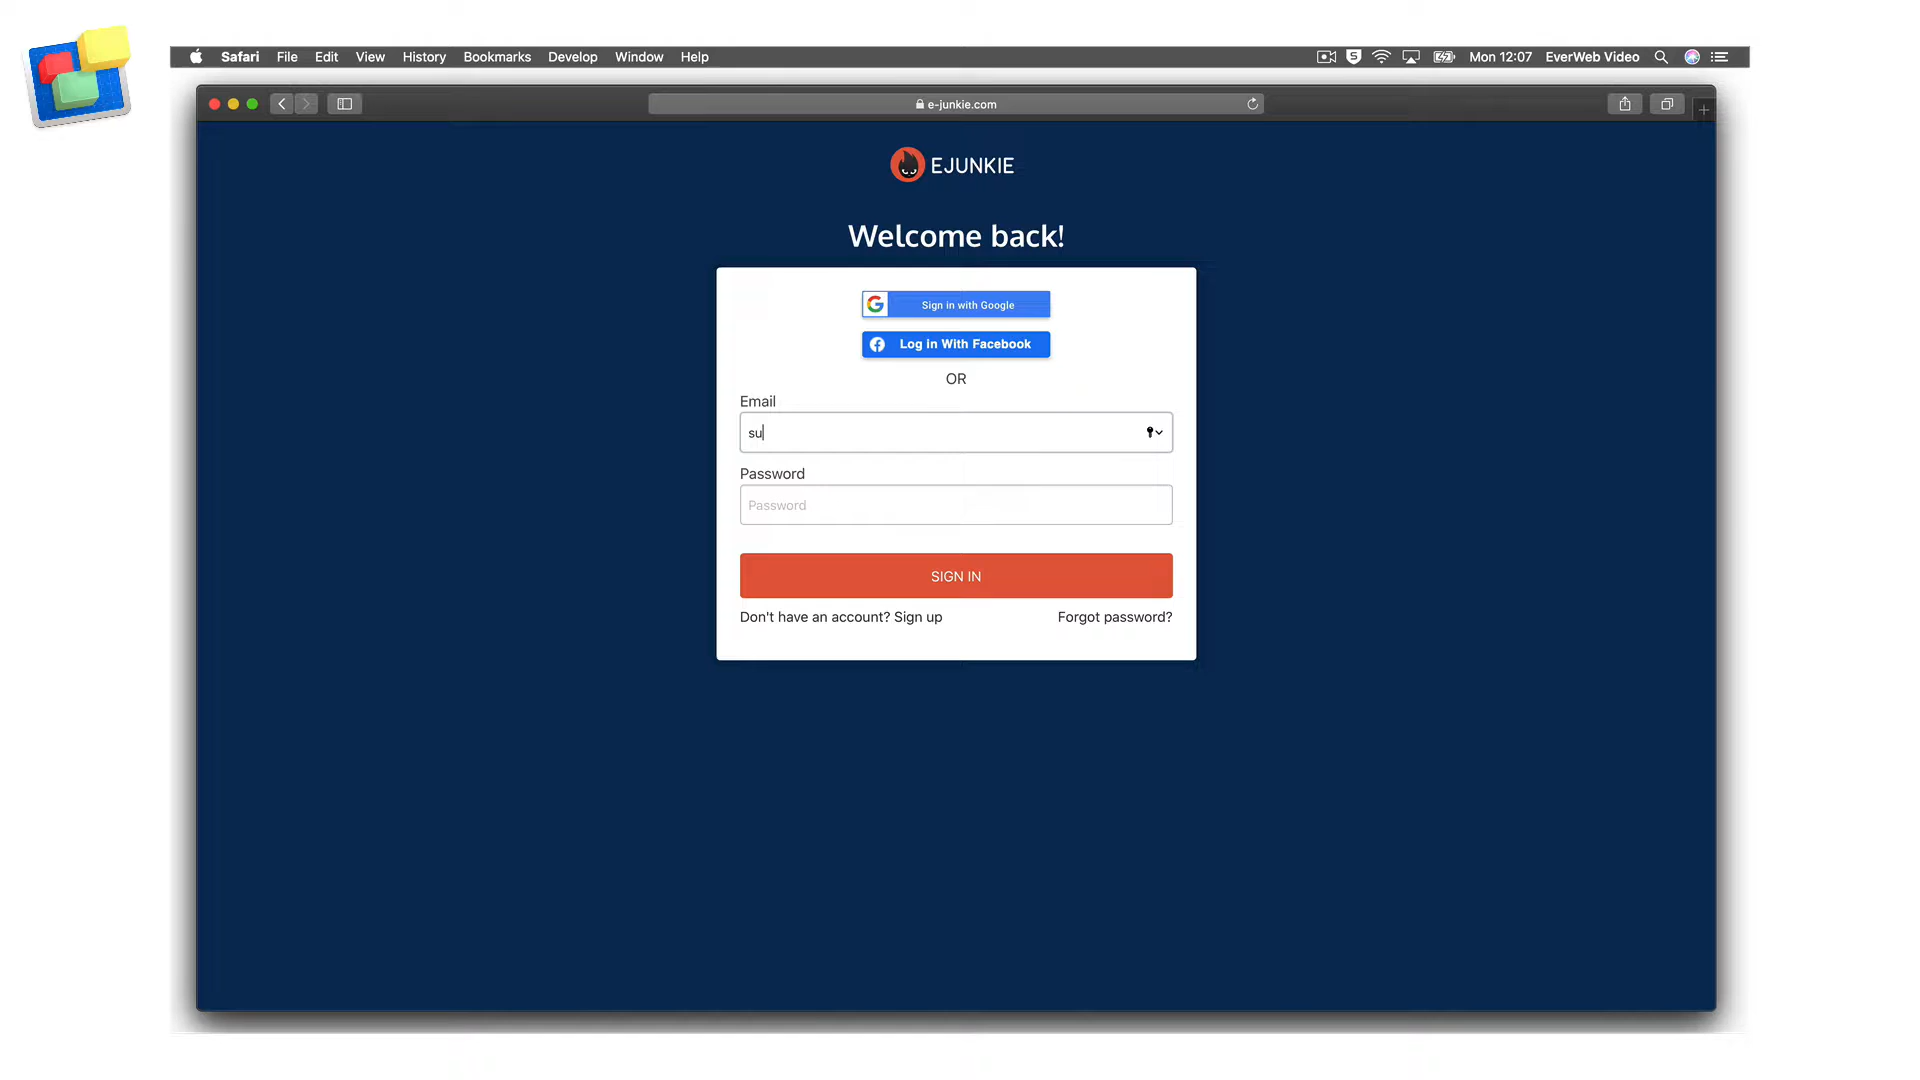 Safari File Edit View History Bookmarks Develop Window Help Mon 12:07 EverWeb Video
e-junkie.com
EJUNKIE
Welcome back!
Sign in with Google
Log in With Facebook
OR
Email
su
Password
Password
SIGN IN
Don't have an account? Sign up Forgot password?